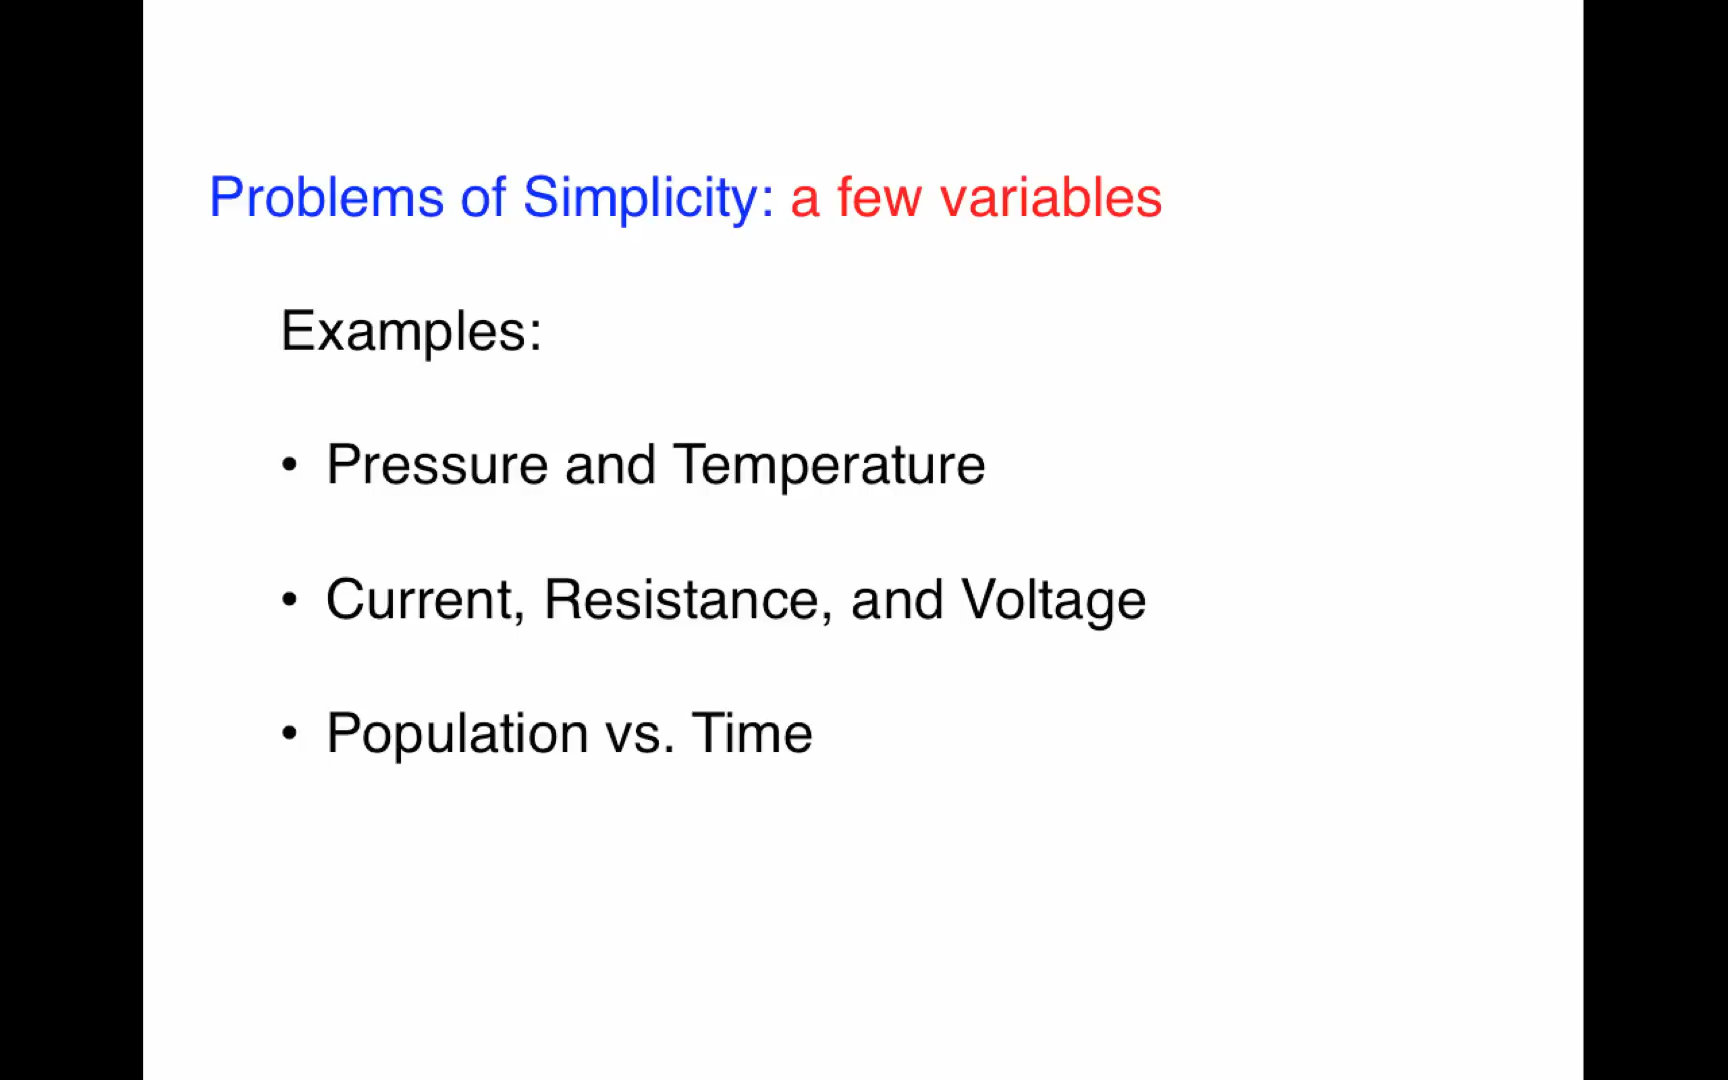 Problems of Simplicity: a few variables
Examples:
• Pressure and Temperature
• Current, Resistance, and Voltage
• Population vs. Time